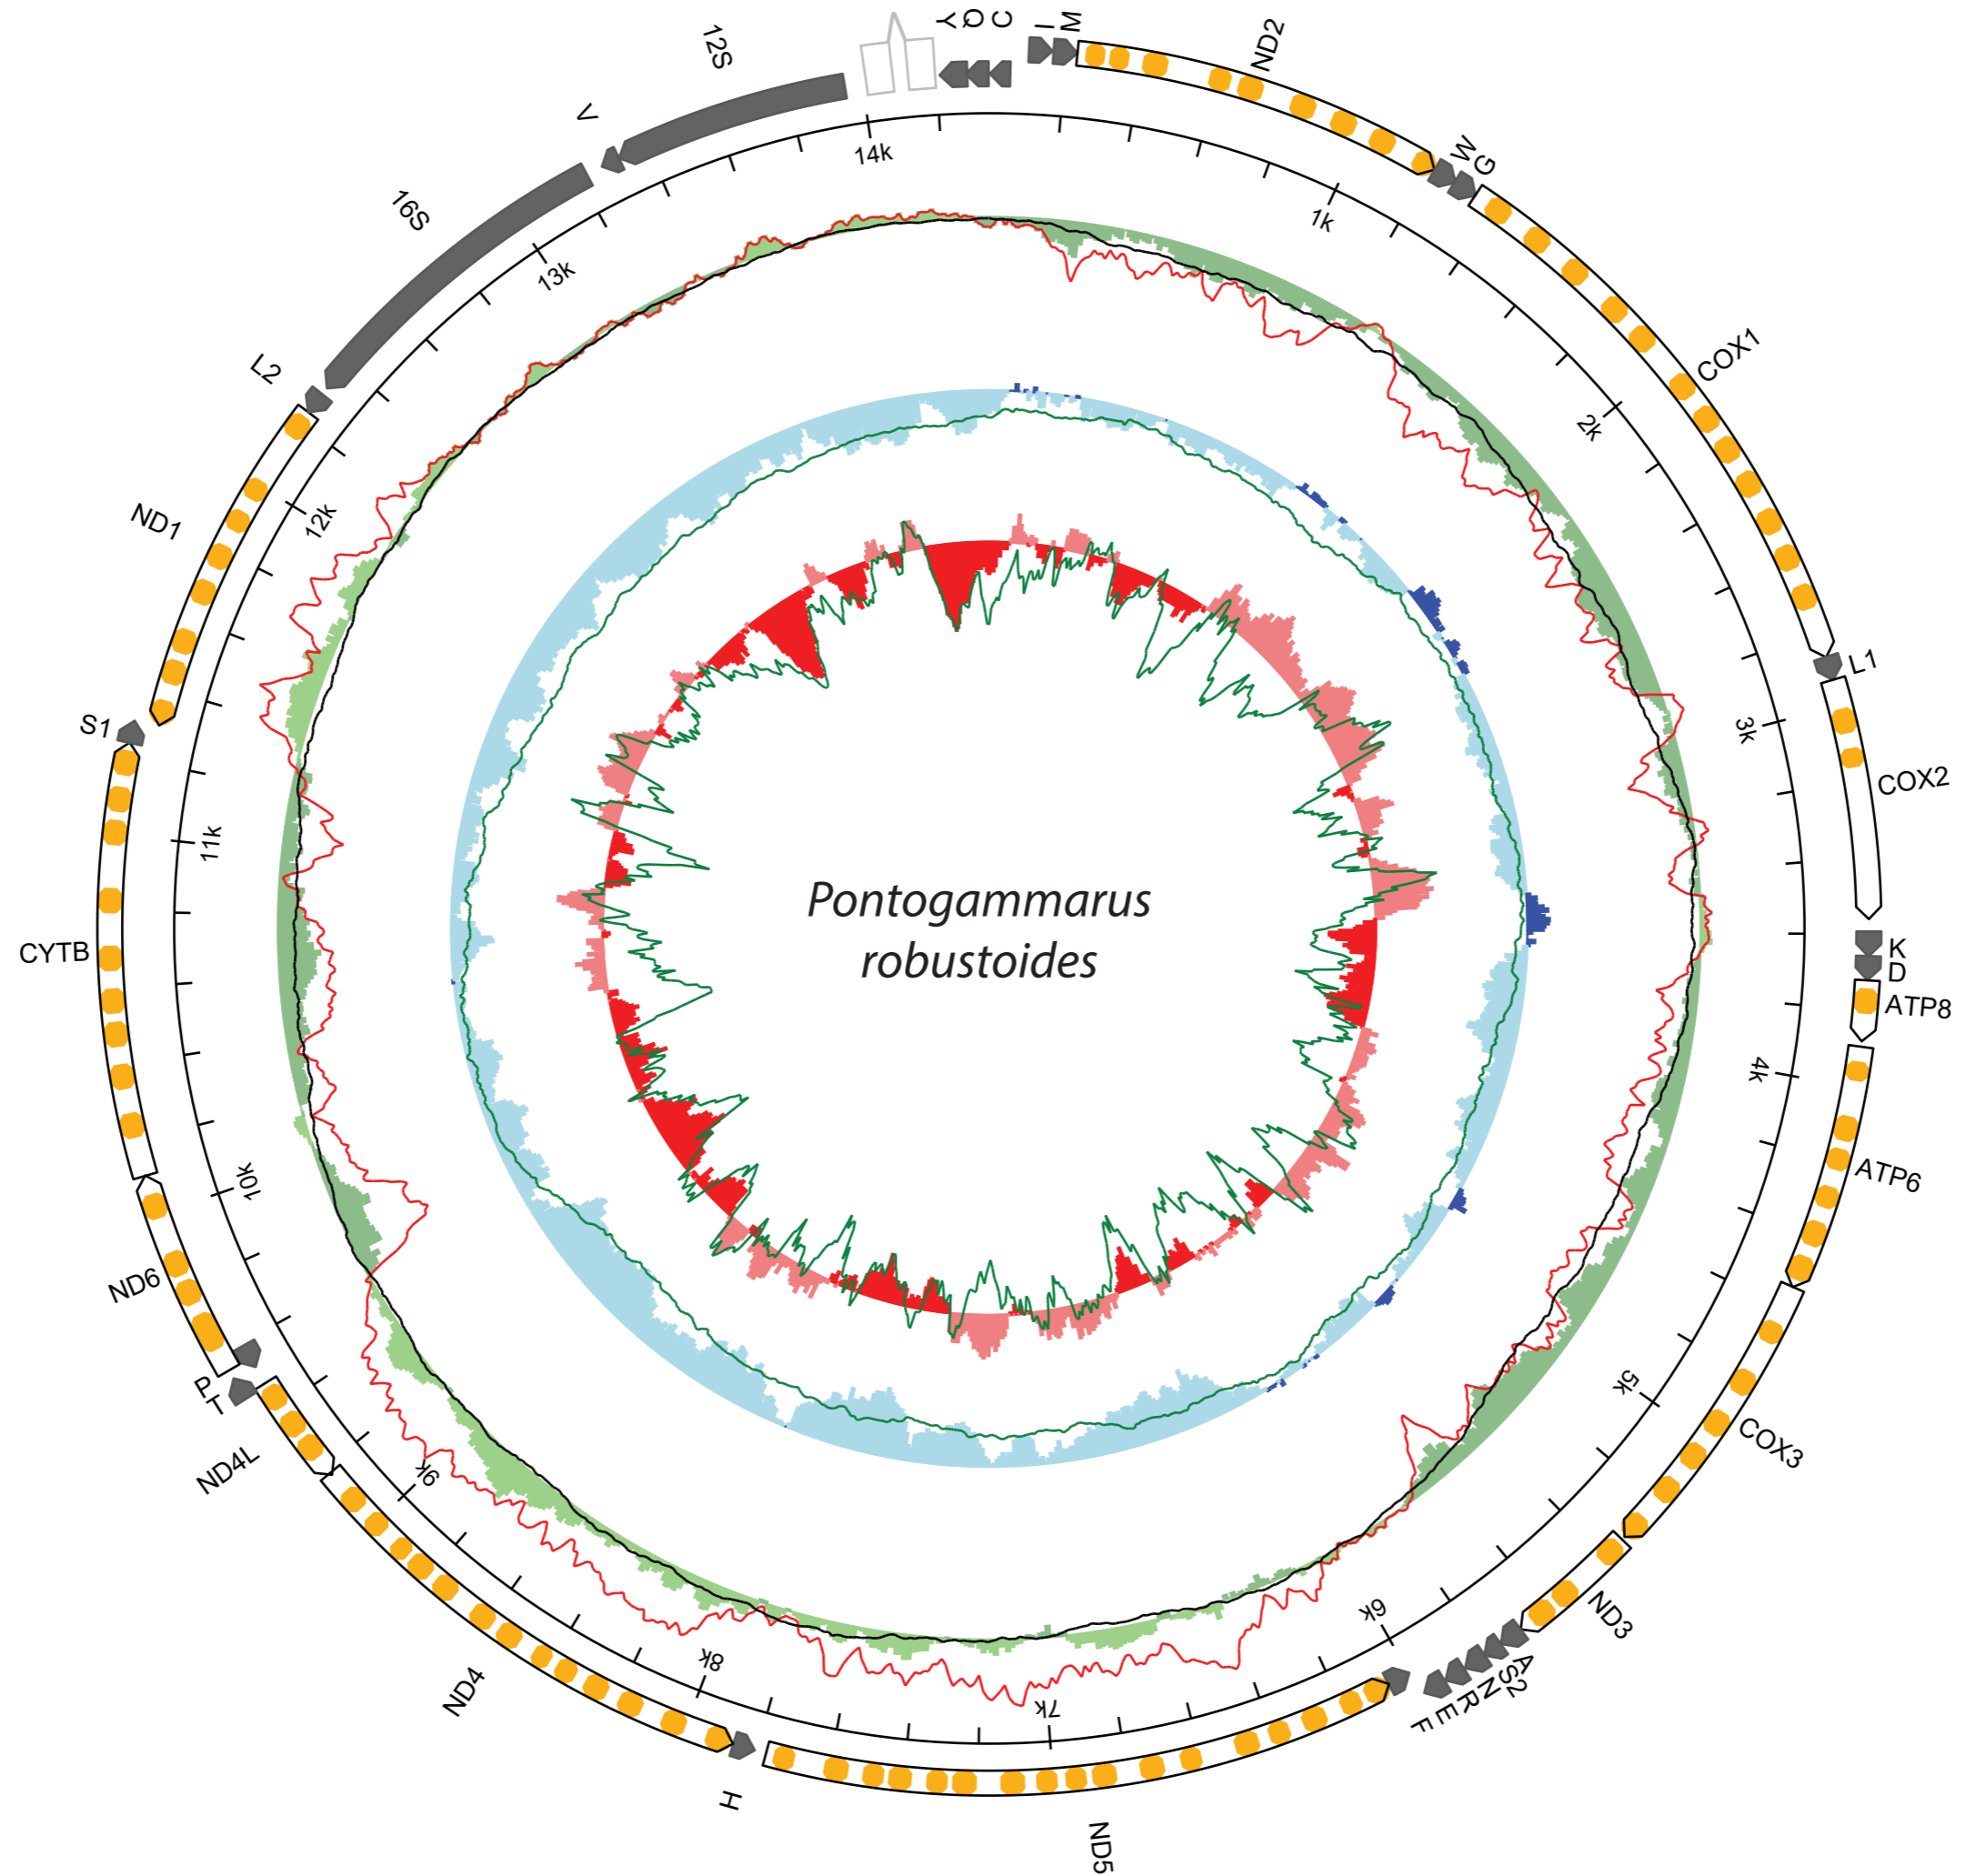 Pontogammarus
robustoides
I
M
ND2
W
G
COX1
L1
COX2
K
D
ATP8
ATP6
COX3
ND3
A
S2
N
R
E
F
ND5
H
ND4
ND4L
T
P
ND6
CYTB
S1
ND1
L2
16S
V
12S
Y
Q
C
1k
2k
3k
4k
5k
6k
7k
8k
9k
10k
11k
12k
13k
14k